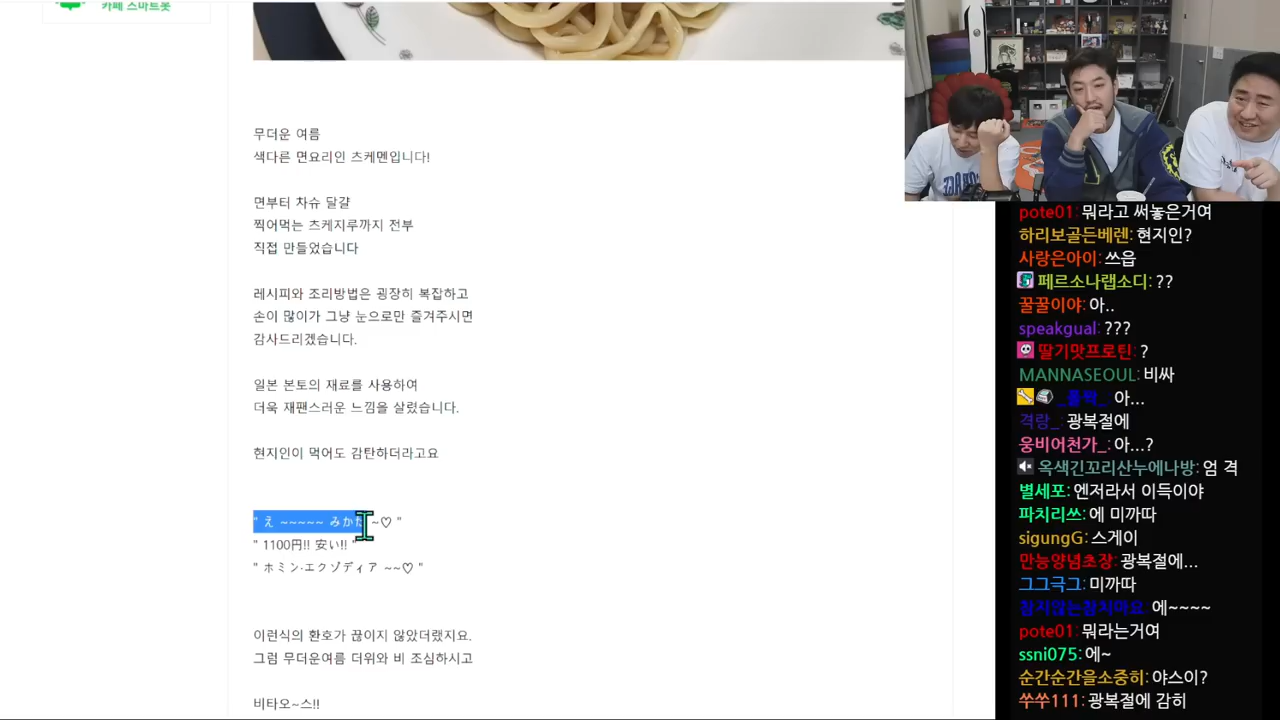 카페 스마트봇
무더운 여름
색다른 면요리인 츠케멘입니다!
면부터 차슈 달걀
찍어먹는 츠케지루까지 전부
직접 만들었습니다
레시피와 조리방법은 굉장히 복잡하고
손이 많이가 그냥 눈으로만 즐겨주시면
감사드리겠습니다.
일본 본토의 재료를 사용하여
더욱 재팬스러운 느낌을 살렸습니다.
현지인이 먹어도 감탄하더라고요
" え ~~~~~ みかた ~♡ "
" 1100円!! 安い!! "
" ホミン·エクゾディア ~~♡ "
이런식의 환호가 끊이지 않았더랬지요.
그럼 무더운여름 더위와 비 조심하시고
비타오~스!!
pote01: 뭐라고 써놓은거여
하리보골든베렌: 현지인?
사랑은아이: 쓰읍
페르소나랩소디: ??
꿀꿀이야: 아..
speakgual: ???
딸기맛프로틴: ?
MANNASEOUL: 비싸
아...
격랑_: 광복절에
웅비어천가_: 아...?
옥색긴꼬리산누에나방: 엄 격
별세포: 엔저라서 이득이야
파치리쓰: 에 미까따
sigungG: 스게이
만능양념초장: 광복절에...
그그극그: 미까따
참지않는참치마요: 에~~~~
pote01: 뭐라는거여
ssni075: 에~
순간순간을소중히: 야스이?
쑤쑤111: 광복절에 감히